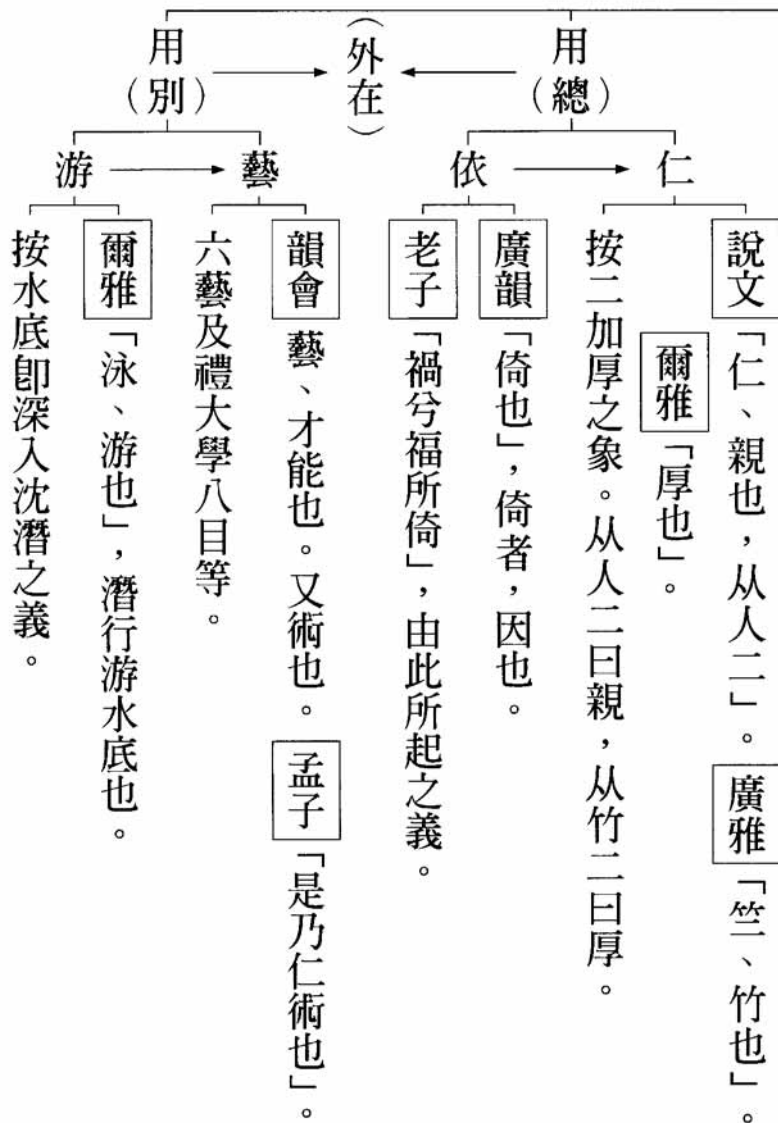 用（總）
（外在）
用（別）
仁
依
藝
游
說文「仁、親也，从人二」。廣雅「竺、竹也」。
爾雅「厚也」。
按二加厚之象。从人二曰親，从竹二曰厚。
廣韻「倚也」，倚者，因也。
老子「禍兮福所倚」，由此所起之義。
韻會 藝、才能也。又術也。孟子「是乃仁術也」。
六藝及禮大學八目等。
爾雅「泳、游也」，潛行游水底也。
按水底卽深入沈潛之義。